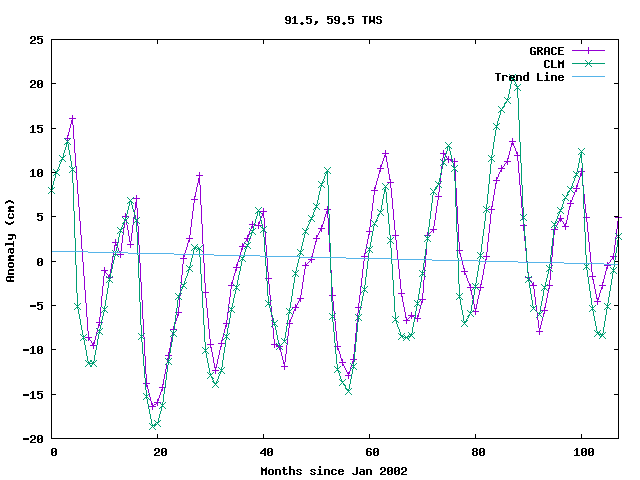 91.5, 59.5 TWS
GRACE
CLM
Trend Line
25
20
15
10
5
0
-5
-10
-15
-20
Anomaly (cm)
0 20 40 60 80 100
Months since Jan 2002